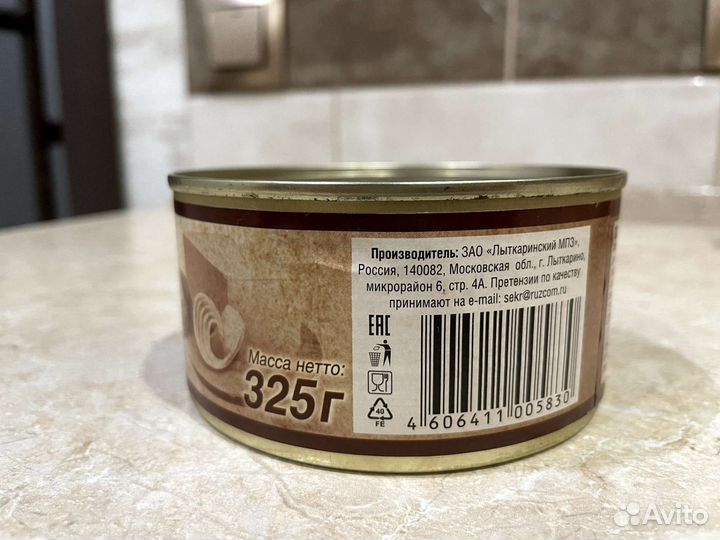 Производитель: ЗАО «Лыткаринский МПЗ»,
Россия, 140082, Московская обл., г. Лыткарино,
микрорайон 6, стр. 4А. Претензии по качеству
принимают на e-mail: sekr@ruzcom.ru
EAC
Масса нетто:
325г
40
FE
4 606411 005830
Avito